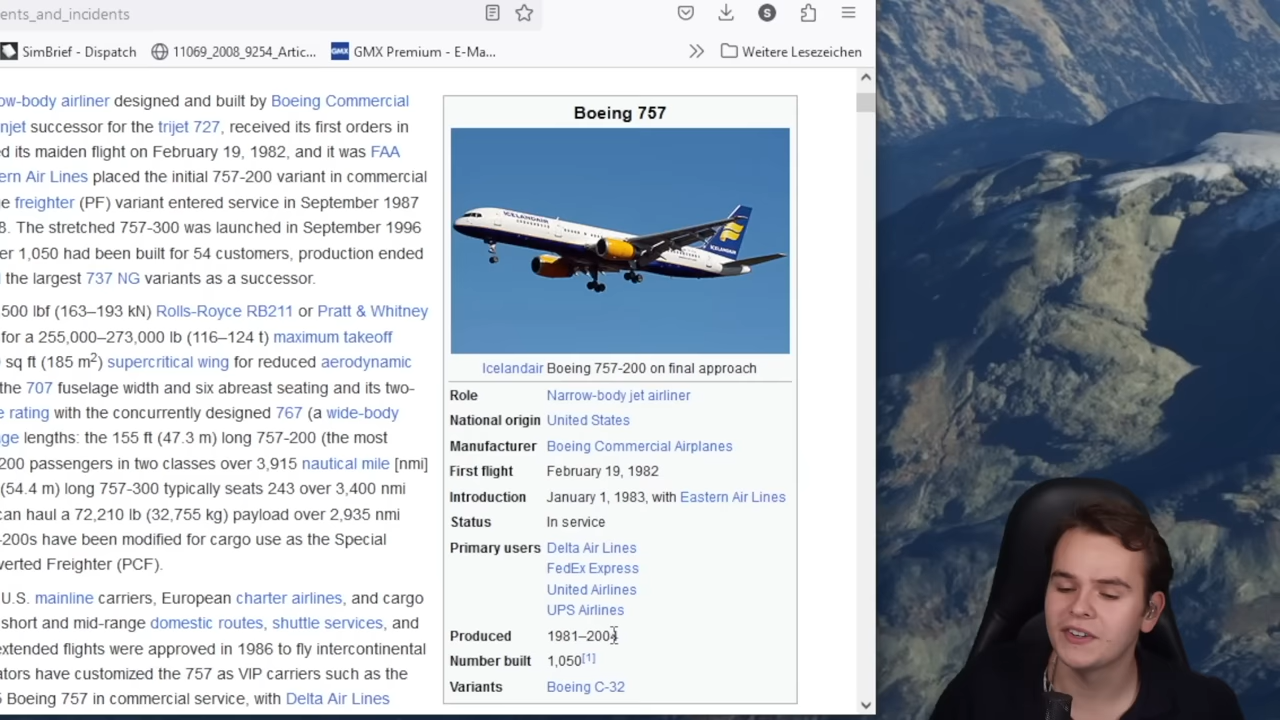 ents_and_incidents
S
SimBrief - Dispatch
11069_2008_9254_Artic...
GMX
GMX Premium - E-Ma...
Weitere Lesezeichen
ow-body airliner designed and built by Boeing Commercial
njet successor for the trijet 727, received its first orders in
ed its maiden flight on February 19, 1982, and it was FAA
ern Air Lines placed the initial 757-200 variant in commercial
e freighter (PF) variant entered service in September 1987
8. The stretched 757-300 was launched in September 1996
er 1,050 had been built for 54 customers, production ended
the largest 737 NG variants as a successor.
500 lbf (163–193 kN) Rolls-Royce RB211 or Pratt & Whitney
for a 255,000–273,000 lb (116–124 t) maximum takeoff
sq ft (185 m2) supercritical wing for reduced aerodynamic
the 707 fuselage width and six abreast seating and its two-
e rating with the concurrently designed 767 (a wide-body
ge lengths: the 155 ft (47.3 m) long 757-200 (the most
200 passengers in two classes over 3,915 nautical mile [nmi]
(54.4 m) long 757-300 typically seats 243 over 3,400 nmi
can haul a 72,210 lb (32,755 kg) payload over 2,935 nmi
-200s have been modified for cargo use as the Special
verted Freighter (PCF).
U.S. mainline carriers, European charter airlines, and cargo
short and mid-range domestic routes, shuttle services, and
extended flights were approved in 1986 to fly intercontinental
ators have customized the 757 as VIP carriers such as the
Boeing 757 in commercial service, with Delta Air Lines
Boeing 757
ICELANDAIR
ICELANDAIR
Icelandair Boeing 757-200 on final approach
Role Narrow-body jet airliner
National origin United States
Manufacturer Boeing Commercial Airplanes
First flight February 19, 1982
Introduction January 1, 1983, with Eastern Air Lines
Status In service
Primary users Delta Air Lines
FedEx Express
United Airlines
UPS Airlines
Produced 1981–2004
Number built 1,050[1]
Variants Boeing C-32